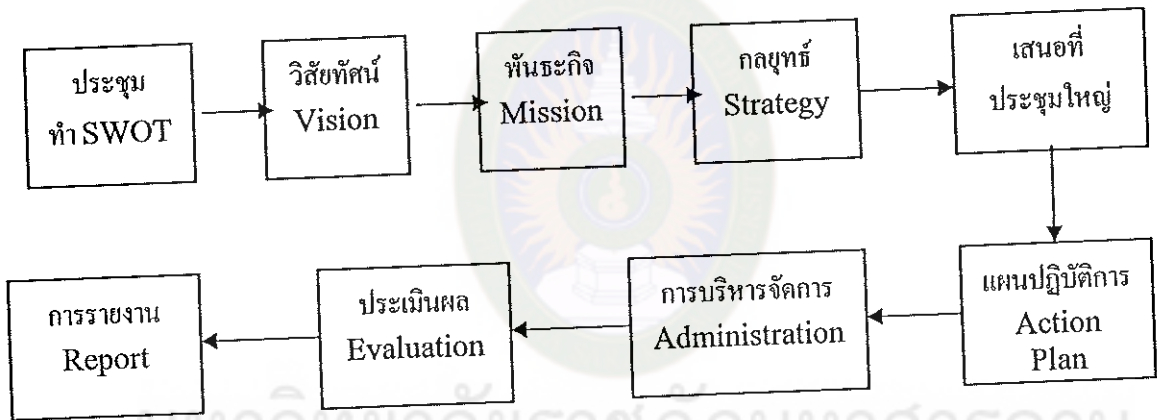 ประชุม
ทำ SWOT
วิสัยทัศน์
Vision
พันธะกิจ
Mission
กลยุทธ์
Strategy
เสนอที่
ประชุมใหญ่
แผนปฏิบัติการ
Action
Plan
การบริหารจัดการ
Administration
ประเมินผล
Evaluation
การรายงาน
Report